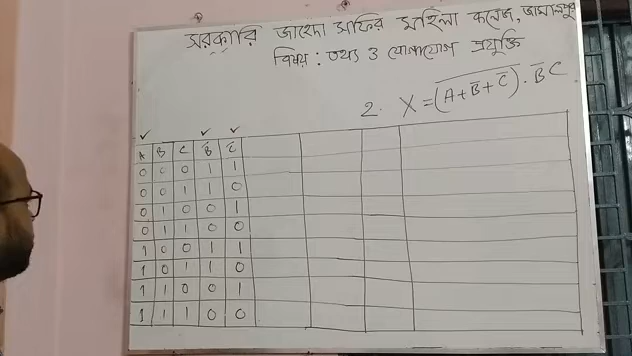 সরকারি জাহেদা সফির মহিলা কলেজ, জামালপুর
বিষয় : তথ্য ও যোগাযোগ প্রযুক্তি
2. X = \overline{(A+B̅+C̅)} . B̅ C
A B C B̅ C̅
0 0 0 1 1
0 0 1 1 0
0 1 0 0 1
0 1 1 0 0
1 0 0 1 1
1 0 1 1 0
1 1 0 0 1
1 1 1 0 0